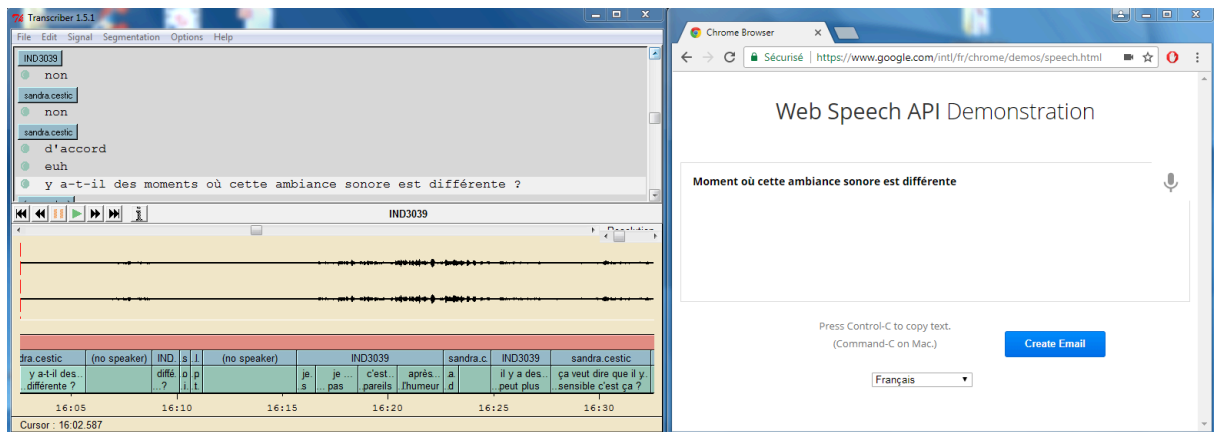 Transcriber 1.5.1
File Edit Signal Segmentation Options Help
IND3039
non
sandra.cestic
non
sandra.cestic
d'accord
euh
y a-t-il des moments où cette ambiance sonore est différente ?
IND3039
dra.cestic (no speaker) IND. .s .I. (no speaker) IND3039 sandra.c. IND3039 sandra.cestic
y a-t-il des.. diffé. .o .p je. je ... c'est.. après... .a. il y a des.. ça veut dire que il y..
..différente ? ...? .i. .t. .s ... pas .pareils .l'humeur .d ..peut plus ..sensible c'est ça ?
16:05 16:10 16:15 16:20 16:25 16:30
Cursor : 16:02.587
Chrome Browser
Sécurisé | https://www.google.com/intl/fr/chrome/demos/speech.html
Web Speech API Demonstration
Moment où cette ambiance sonore est différente
Press Control-C to copy text.
(Command-C on Mac.)
Create Email
Français